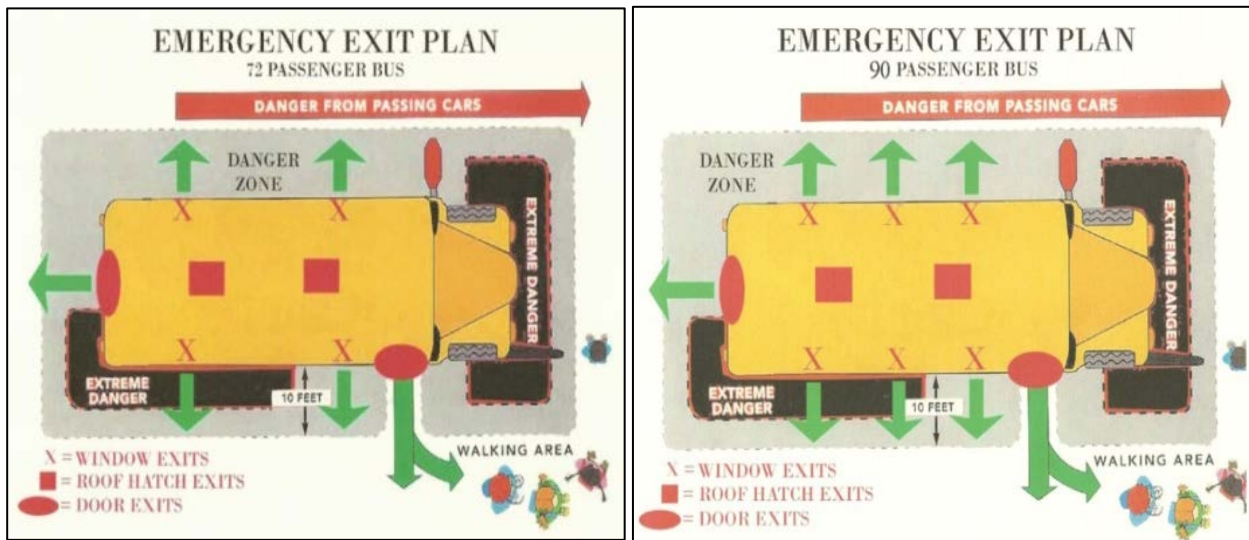 EMERGENCY EXIT PLAN
72 PASSENGER BUS
DANGER FROM PASSING CARS
DANGER
ZONE
X
X
EXTREME DANGER
X
X
EXTREME
DANGER
10 FEET
WALKING AREA
X = WINDOW EXITS
= ROOF HATCH EXITS
= DOOR EXITS
EMERGENCY EXIT PLAN
90 PASSENGER BUS
DANGER FROM PASSING CARS
DANGER
ZONE
X
X
X
EXTREME DANGER
X
X
X
EXTREME
DANGER
10 FEET
WALKING AREA
X = WINDOW EXITS
= ROOF HATCH EXITS
= DOOR EXITS